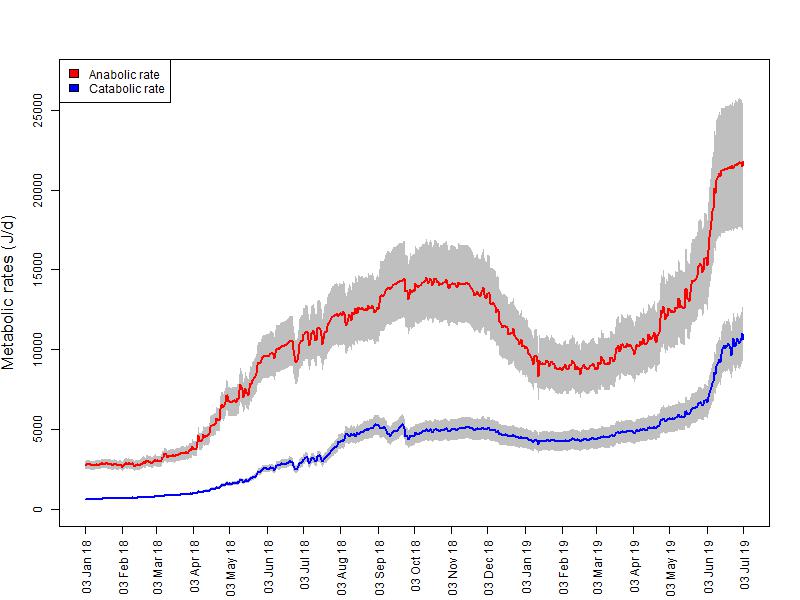 Anabolic rate
Catabolic rate
Metabolic rates (J/d)
25000
20000
15000
10000
5000
0
03 Jan 18
03 Feb 18
03 Mar 18
03 Apr 18
03 May 18
03 Jun 18
03 Jul 18
03 Aug 18
03 Sep 18
03 Oct 18
03 Nov 18
03 Dec 18
03 Jan 19
03 Feb 19
03 Mar 19
03 Apr 19
03 May 19
03 Jun 19
03 Jul 19